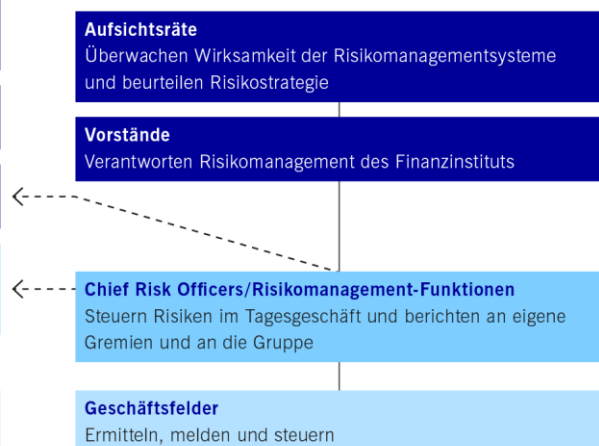 Aufsichtsräte
Überwachen Wirksamkeit der Risikomanagementsysteme
und beurteilen Risikostrategie
Vorstände
Verantworten Risikomanagement des Finanzinstituts
Chief Risk Officers/Risikomanagement-Funktionen
Steuern Risiken im Tagesgeschäft und berichten an eigene
Gremien und an die Gruppe
Geschäftsfelder
Ermitteln, melden und steuern